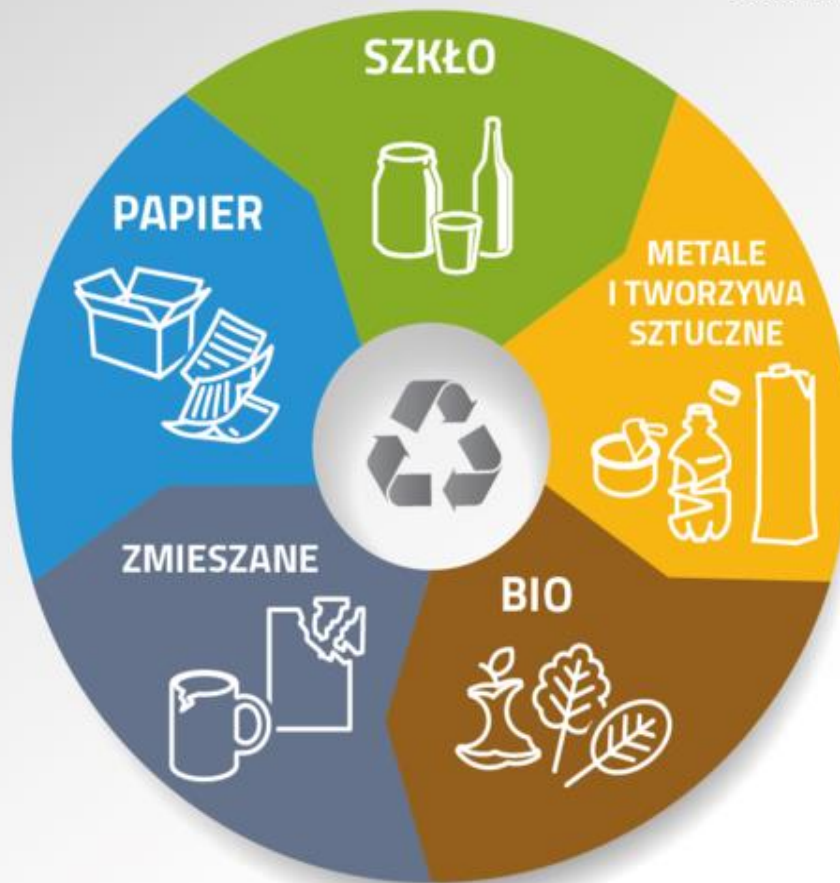 SZKŁO
PAPIER
METALE
I TWORZYWA
SZTUCZNE
ZMIESZANE
BIO